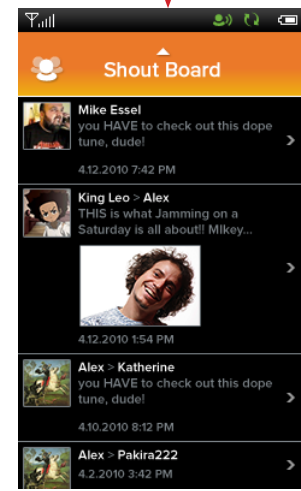 Shout Board
Mike Essel
you HAVE to check out this dope
tune, dude!
4.12.2010 7:42 PM
King Leo > Alex
THIS is what Jamming on a
Saturday is all about!! MIkey...
4.12.2010 1:54 PM
Alex > Katherine
you HAVE to check out this dope
tune, dude!
4.10.2010 8:12 PM
Alex > Pakira222
4.2.2010 3:42 PM